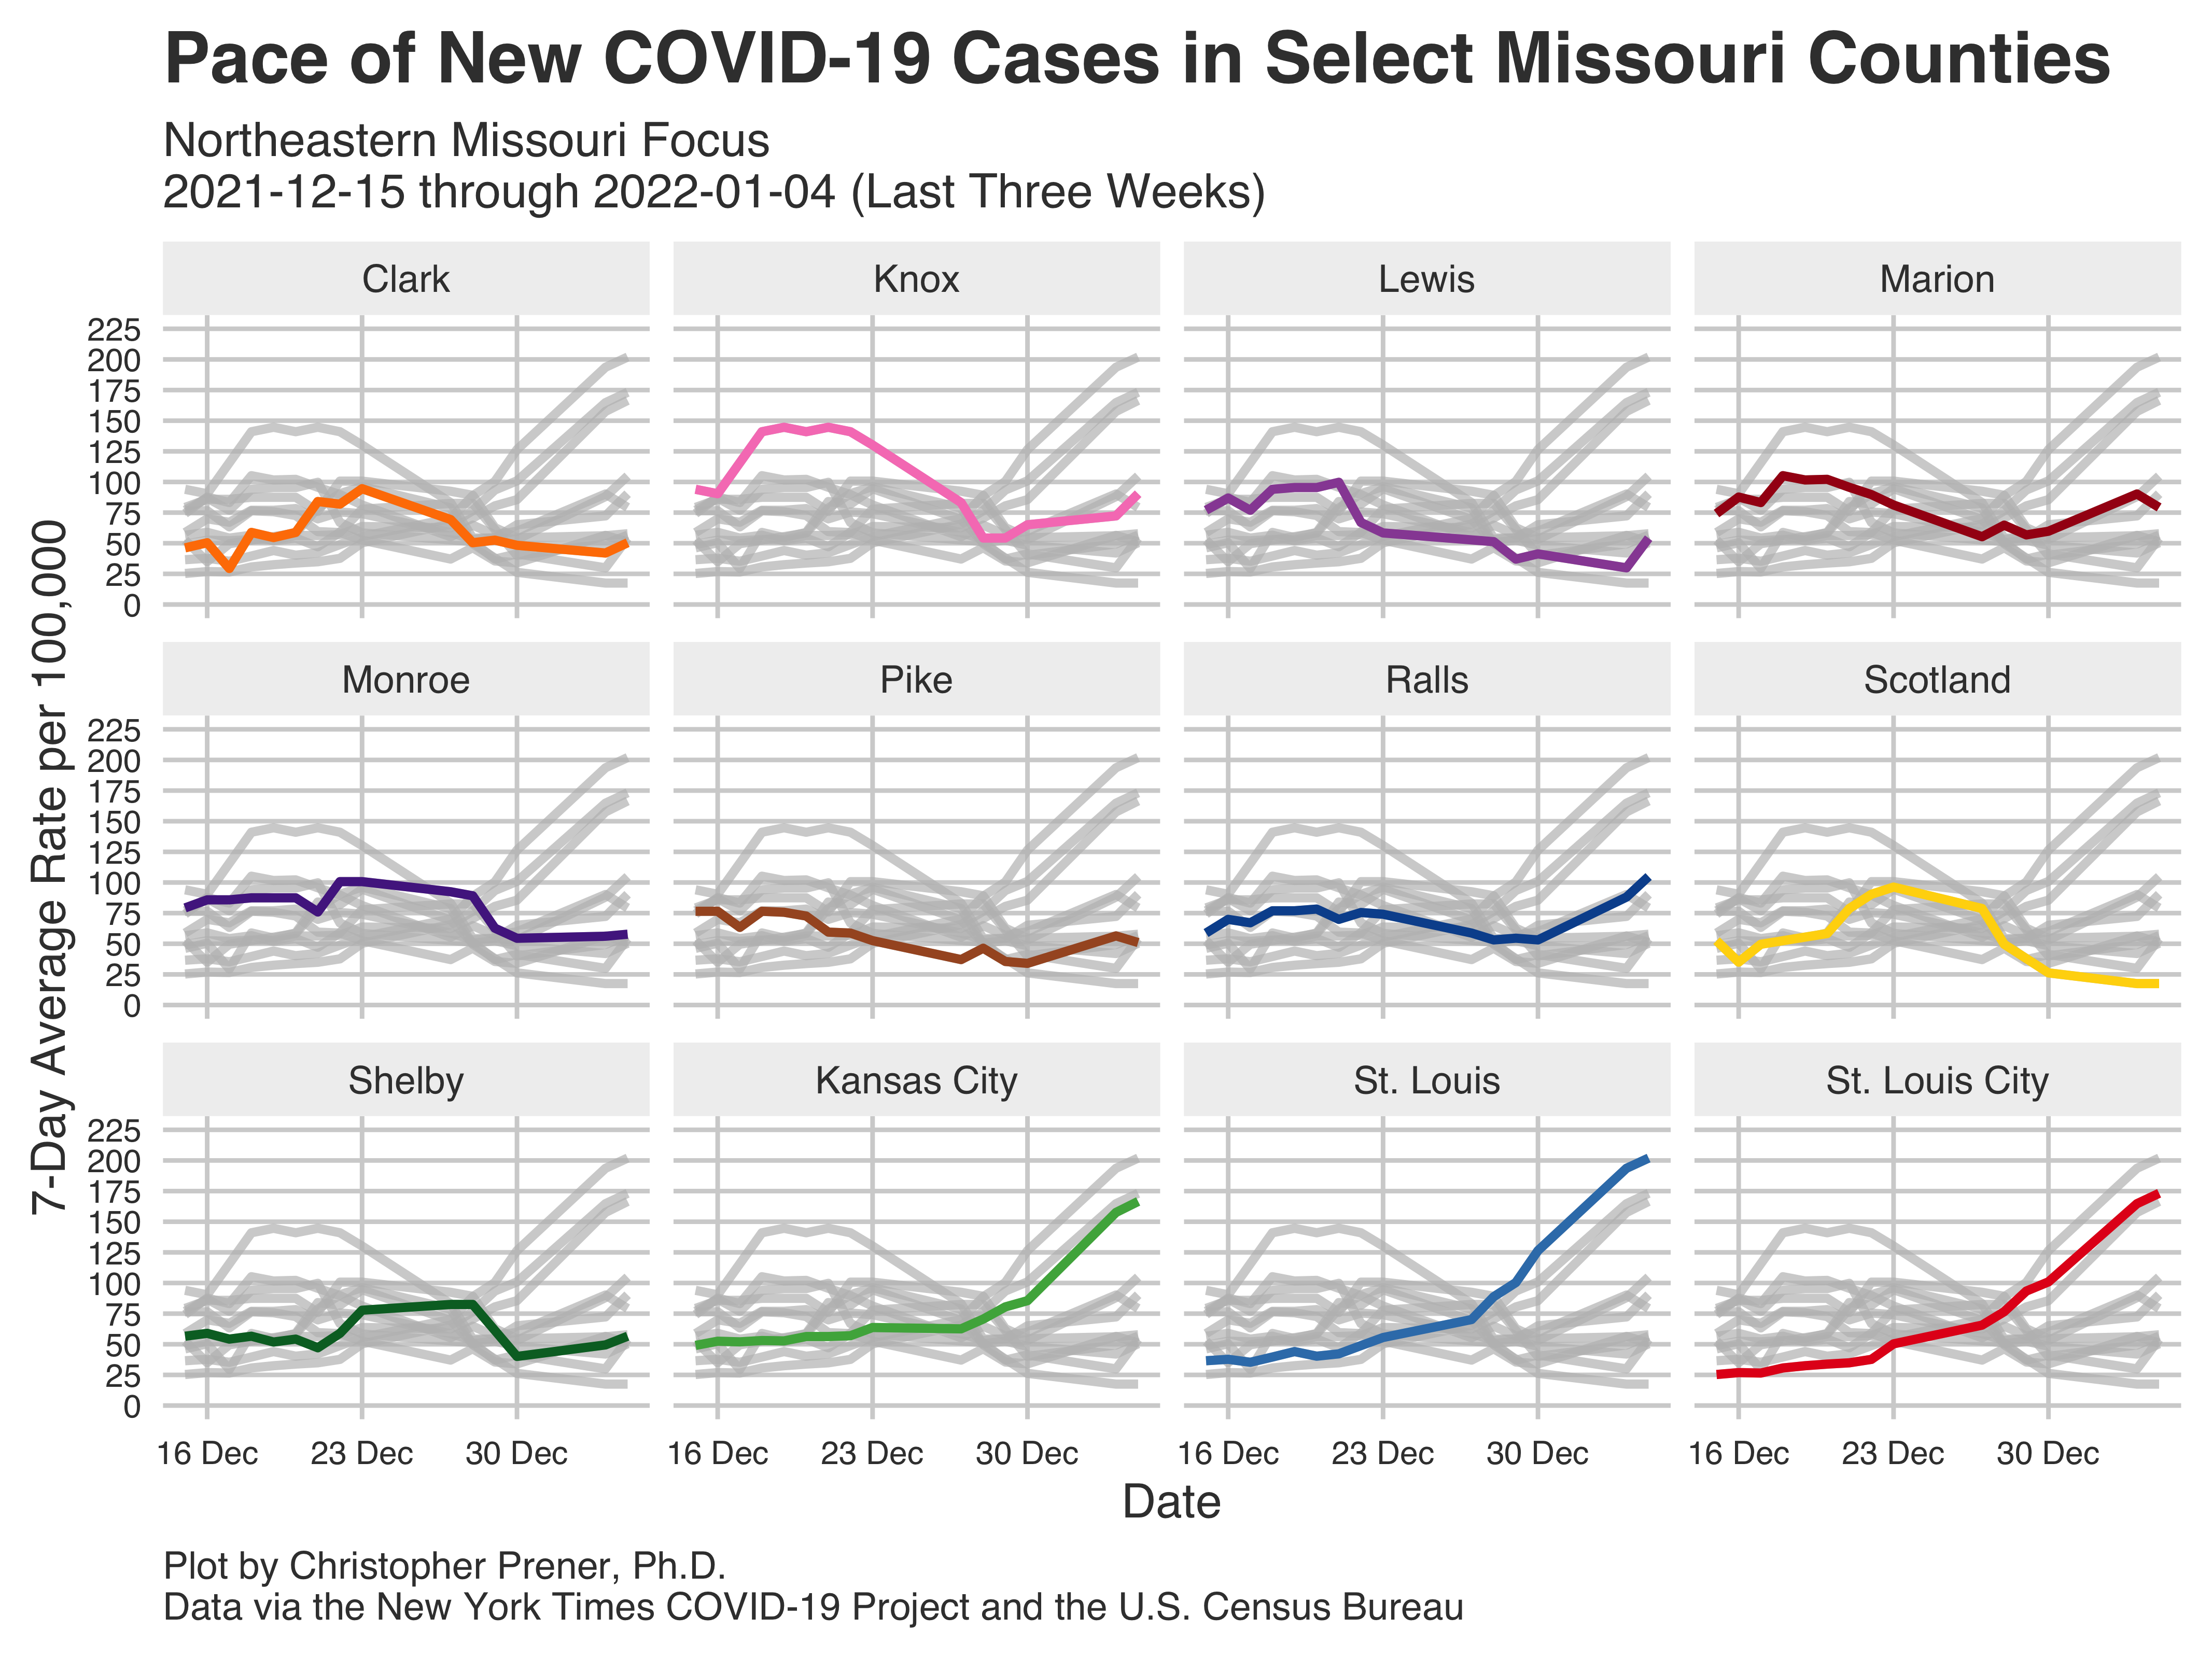 Pace of New COVID-19 Cases in Select Missouri Counties
Northeastern Missouri Focus
2021-12-15 through 2022-01-04 (Last Three Weeks)
Clark
Knox
Lewis
Marion
225
200
175
150
125
100
75
50
25
0
Monroe
Pike
Ralls
Scotland
225
200
175
150
125
100
75
50
25
0
Shelby
Kansas City
St. Louis
St. Louis City
225
200
175
150
125
100
75
50
25
0
7-Day Average Rate per 100,000
16 Dec 23 Dec 30 Dec
16 Dec 23 Dec 30 Dec
16 Dec 23 Dec 30 Dec
16 Dec 23 Dec 30 Dec
Date
Plot by Christopher Prener, Ph.D.
Data via the New York Times COVID-19 Project and the U.S. Census Bureau